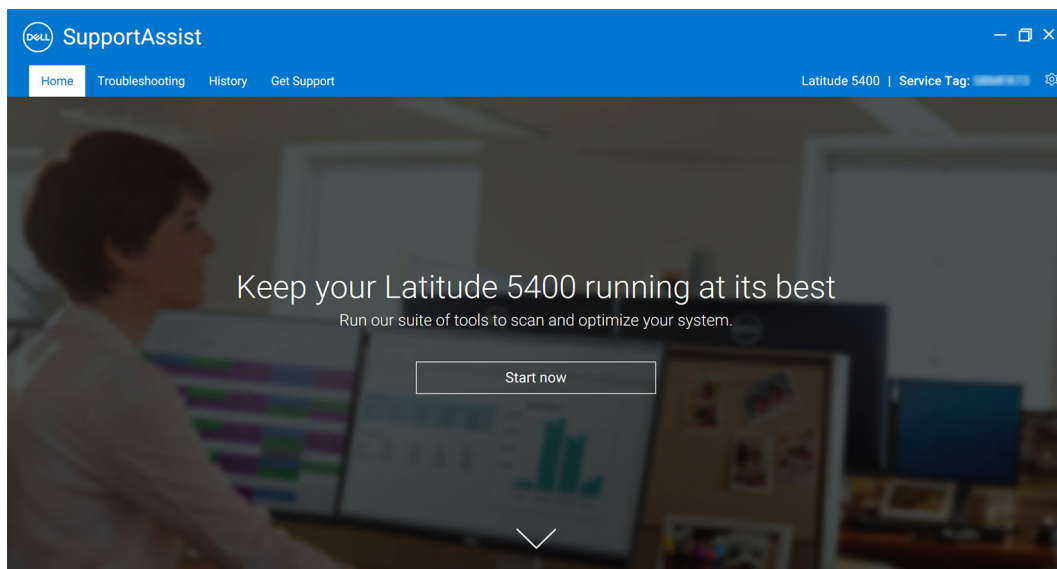 DELL
SupportAssist
Home Troubleshooting History Get Support Latitude 5400 | Service Tag:
Keep your Latitude 5400 running at its best
Run our suite of tools to scan and optimize your system.
Start now